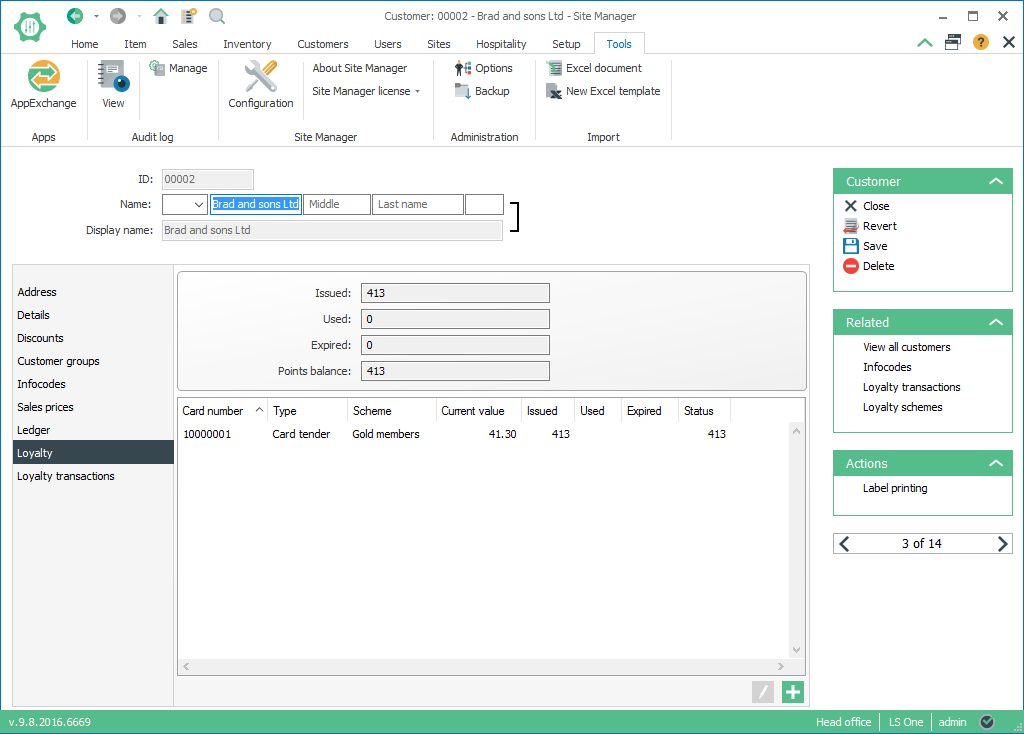 Customer: 00002 - Brad and sons Ltd - Site Manager
Home Item Sales Inventory Customers Users Sites Hospitality Setup Tools
AppExchange
Apps
View
Manage
Audit log
Configuration
About Site Manager
Site Manager license
Site Manager
Options
Backup
Administration
Excel document
New Excel template
Import
ID: 00002
Name: Brad and sons Ltd Middle Last name
Display name: Brad and sons Ltd
Address
Details
Discounts
Customer groups
Infocodes
Sales prices
Ledger
Loyalty
Loyalty transactions
Issued: 413
Used: 0
Expired: 0
Points balance: 413
Card number Type Scheme Current value Issued Used Expired Status
10000001 Card tender Gold members 41.30 413 413
Customer
Close
Revert
Save
Delete
Related
View all customers
Infocodes
Loyalty transactions
Loyalty schemes
Actions
Label printing
3 of 14
v.9.8.2016.6669
Head office LS One admin